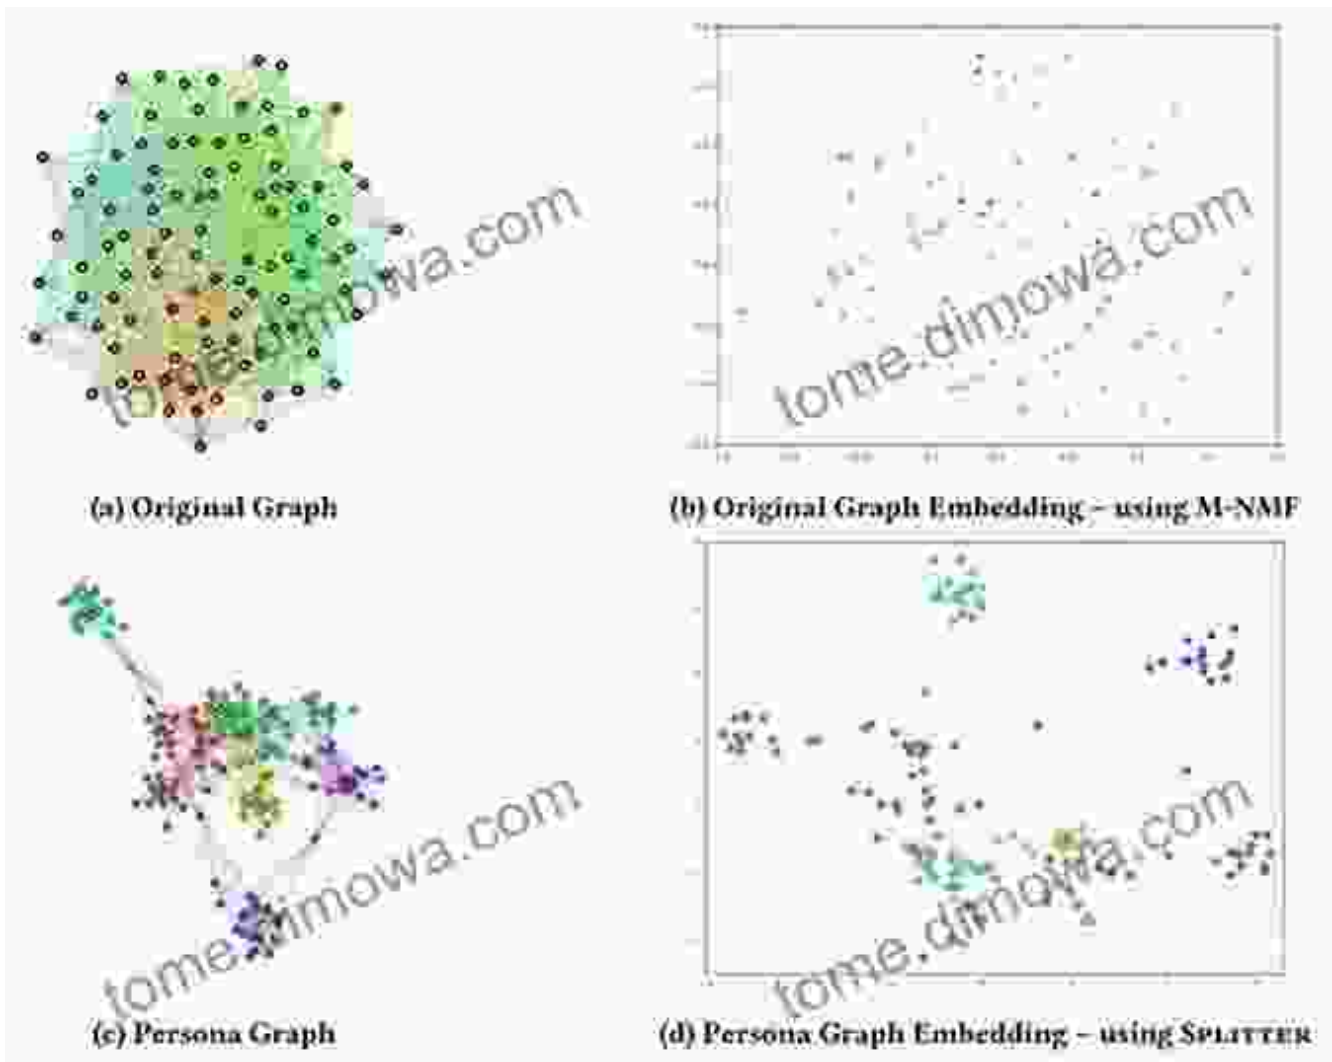 tome.dimowa.com
tome.dimowa.com
(a) Original Graph
(b) Original Graph Embedding – using M-NMF
tome.dimowa.com
tome.dimowa.com
(c) Persona Graph
(d) Persona Graph Embedding – using SPLITTER